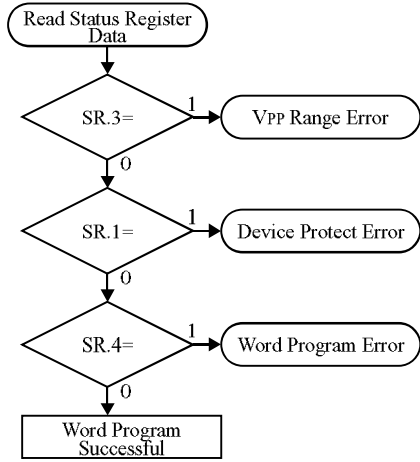 Read Status Register
Data
SR.3=
1
VPP Range Error
0
SR.1=
1
Device Protect Error
0
SR.4=
1
Word Program Error
0
Word Program
Successful